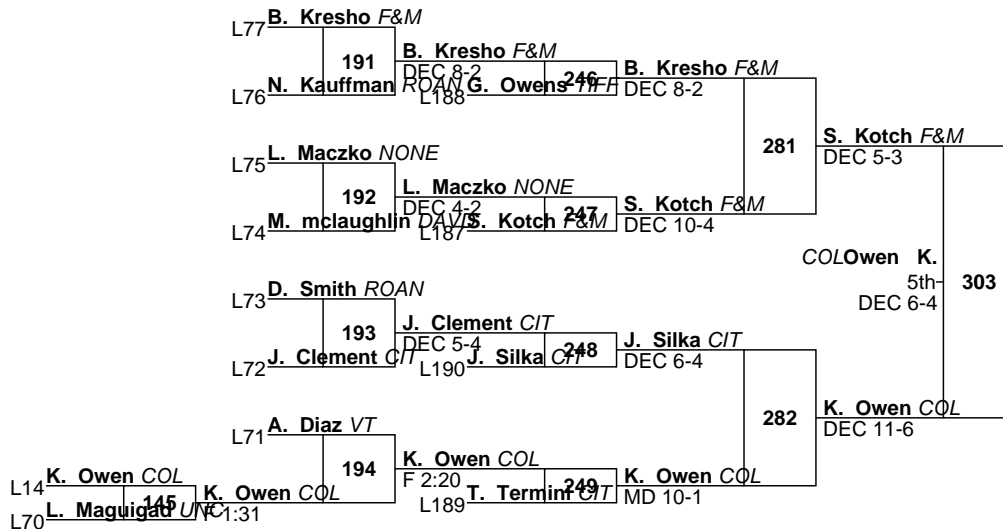 L77 B. Kresho F&M
191
B. Kresho F&M
DEC 8-2
L76 N. Kauffman ROAN
L188 G. Owens TIFF
246
B. Kresho F&M
DEC 8-2
L75 L. Maczko NONE
192
L. Maczko NONE
DEC 4-2
L74 M. mclaughlin DAVD
L187 S. Kotch F&M
247
S. Kotch F&M
DEC 10-4
281
S. Kotch F&M
DEC 5-3
L73 D. Smith ROAN
193
J. Clement CIT
DEC 5-4
L72 J. Clement CIT
L190 J. Silka CIT
248
J. Silka CIT
DEC 6-4
L71 A. Diaz VT
194
K. Owen COL
F 2:20
L14 K. Owen COL
145
L70 L. Maguigad UNC
K. Owen COL
F 1:31
L189 T. Termini CIT
249
K. Owen COL
MD 10-1
282
K. Owen COL
DEC 11-6
COL Owen K.
5th
DEC 6-4
303